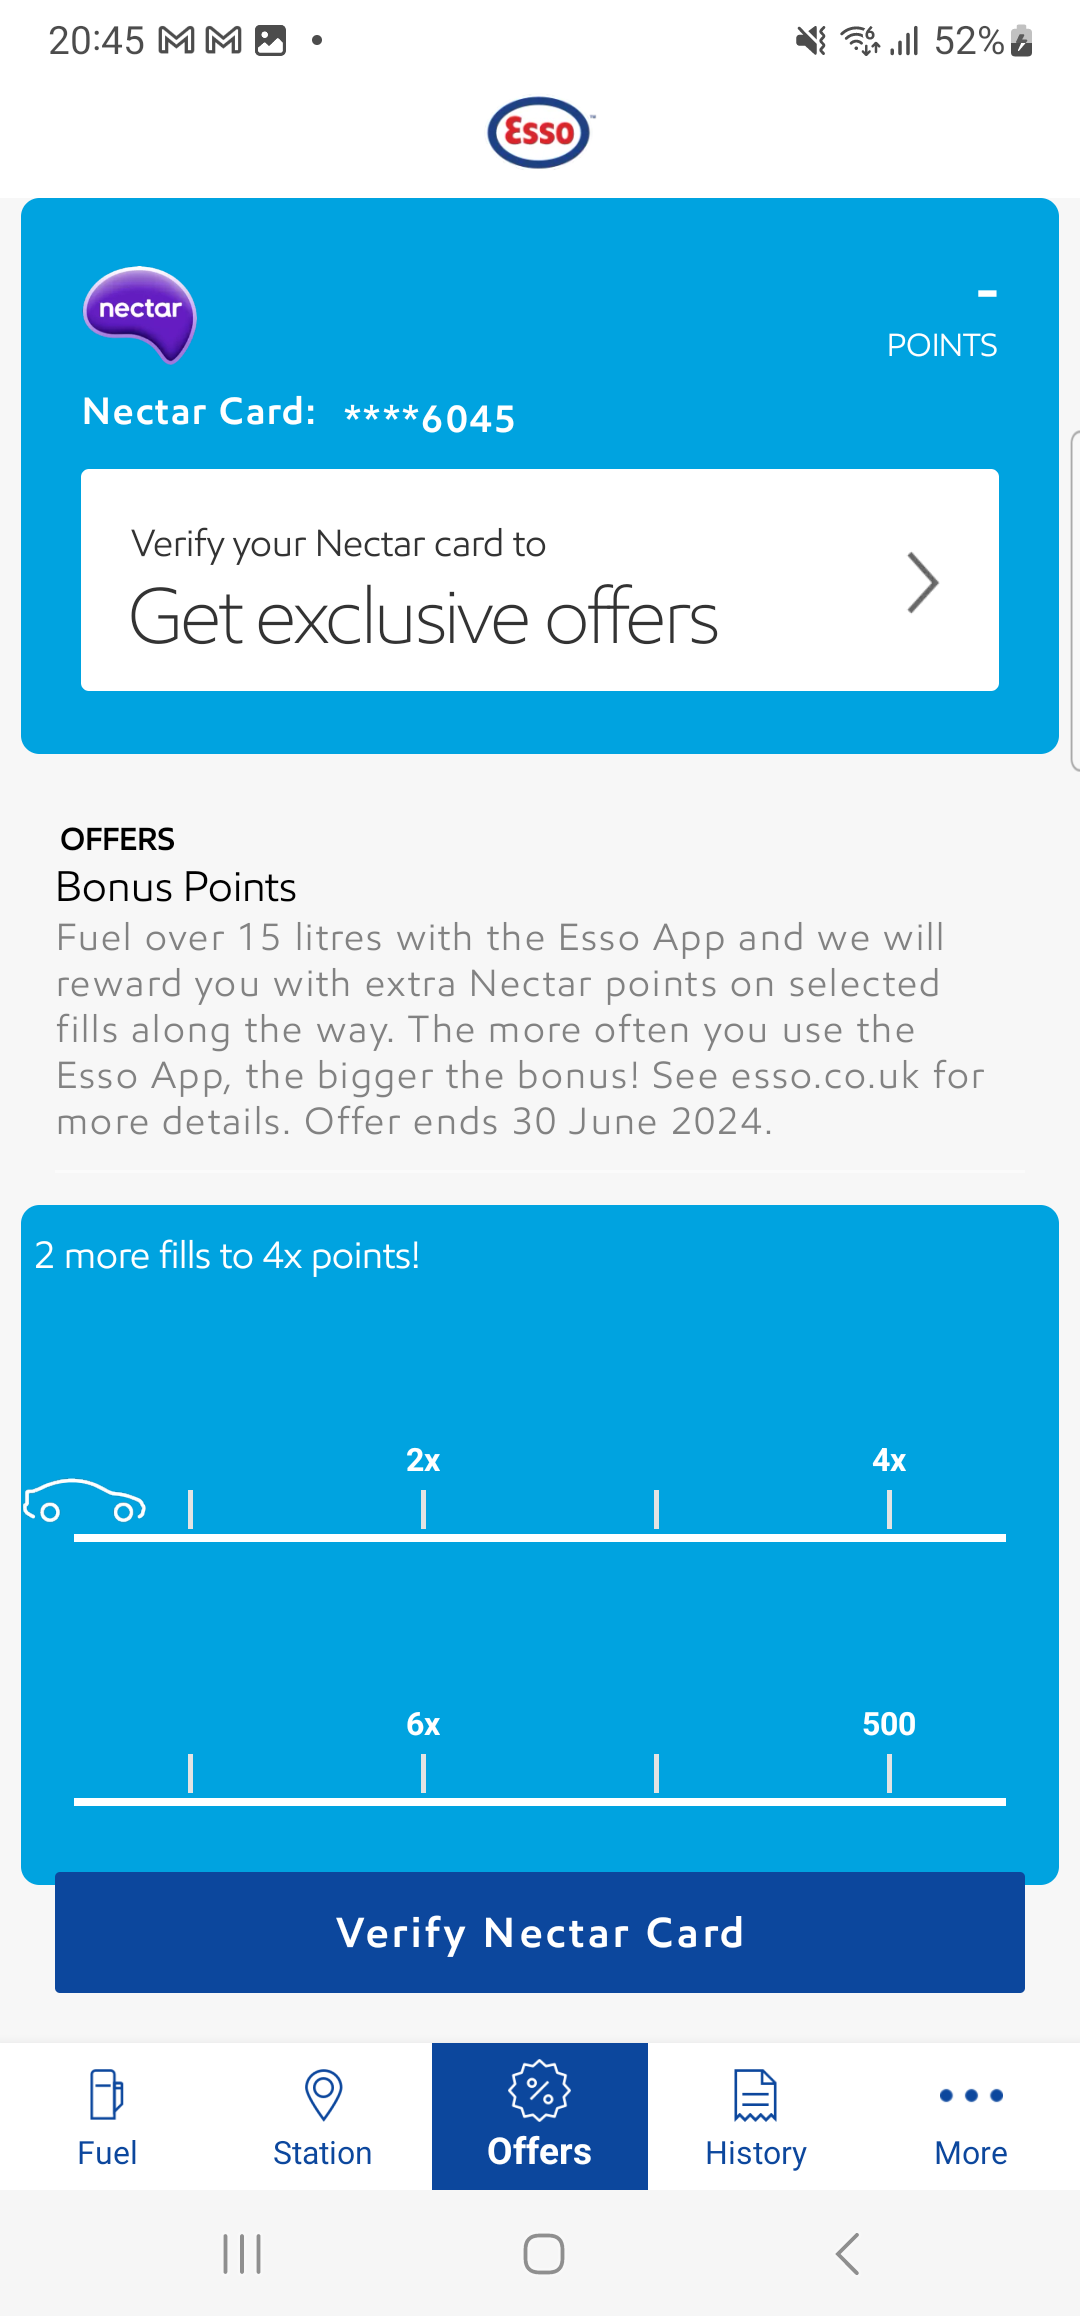 20:45
52%
Esso
nectar
-
POINTS
Nectar Card: ****6045
Verify your Nectar card to
Get exclusive offers
OFFERS
Bonus Points
Fuel over 15 litres with the Esso App and we will
reward you with extra Nectar points on selected
fills along the way. The more often you use the
Esso App, the bigger the bonus! See esso.co.uk for
more details. Offer ends 30 June 2024.
2 more fills to 4x points!
2x
4x
6x
500
Verify Nectar Card
Fuel
Station
Offers
History
More